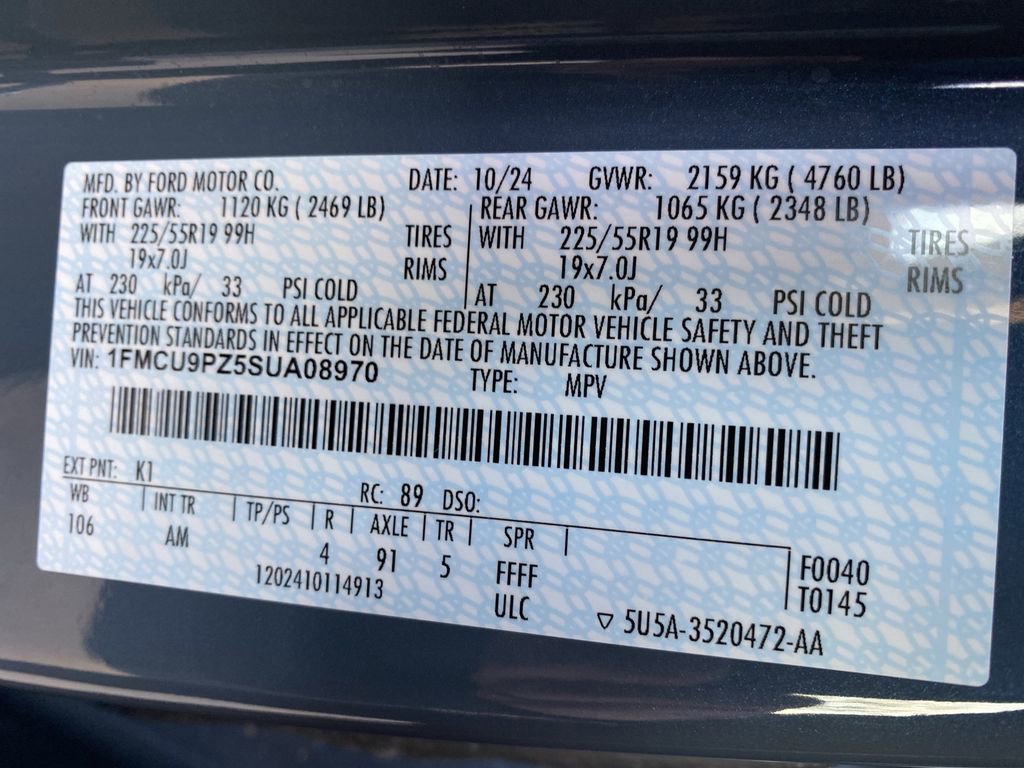 MFD. BY FORD MOTOR CO. DATE: 10/24 GVWR: 2159 KG ( 4760 LB)
FRONT GAWR: 1120 KG ( 2469 LB) REAR GAWR: 1065 KG ( 2348 LB)
WITH 225/55R19 99H TIRES WITH 225/55R19 99H TIRES
19x7.0J RIMS 19x7.0J RIMS
AT 230 kPa/ 33 PSI COLD AT 230 kPa/ 33 PSI COLD
THIS VEHICLE CONFORMS TO ALL APPLICABLE FEDERAL MOTOR VEHICLE SAFETY AND THEFT
PREVENTION STANDARDS IN EFFECT ON THE DATE OF MANUFACTURE SHOWN ABOVE.
VIN: 1FMCU9PZ5SUA08970 TYPE: MPV
EXT PNT: K1 RC: 89 DSO:
WB INT TR TP/PS R AXLE TR SPR
106 AM 4 91 5 FFFF F0040
1202410114913 ULC T0145
5U5A-3520472-AA